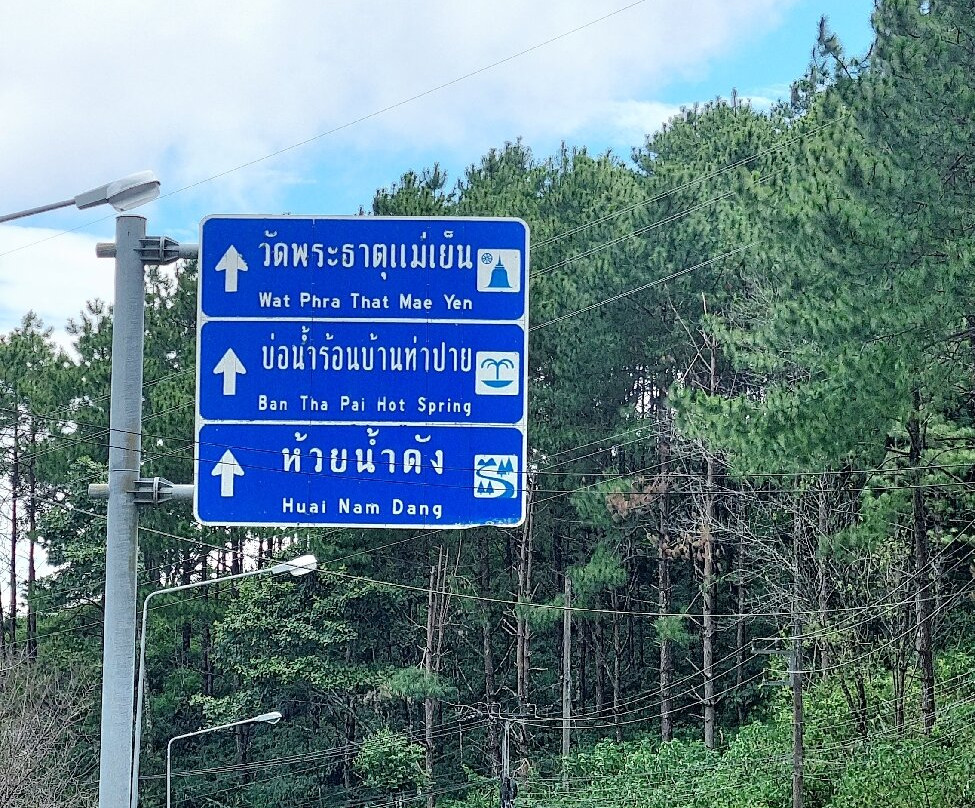 วัดพระธาตุแม่เย็น
Wat Phra That Mae Yen
บ่อน้ำร้อนบ้านท่าปาย
Ban Tha Pai Hot Spring
ห้วยน้ำดัง
Huai Nam Dang